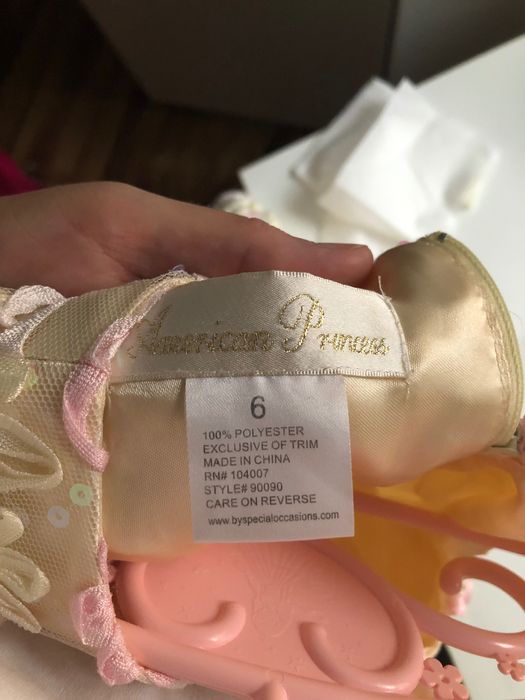 American Princess
6
100% POLYESTER
EXCLUSIVE OF TRIM
MADE IN CHINA
RN# 104007
STYLE# 90090
CARE ON REVERSE
www.byspecialoccasions.com